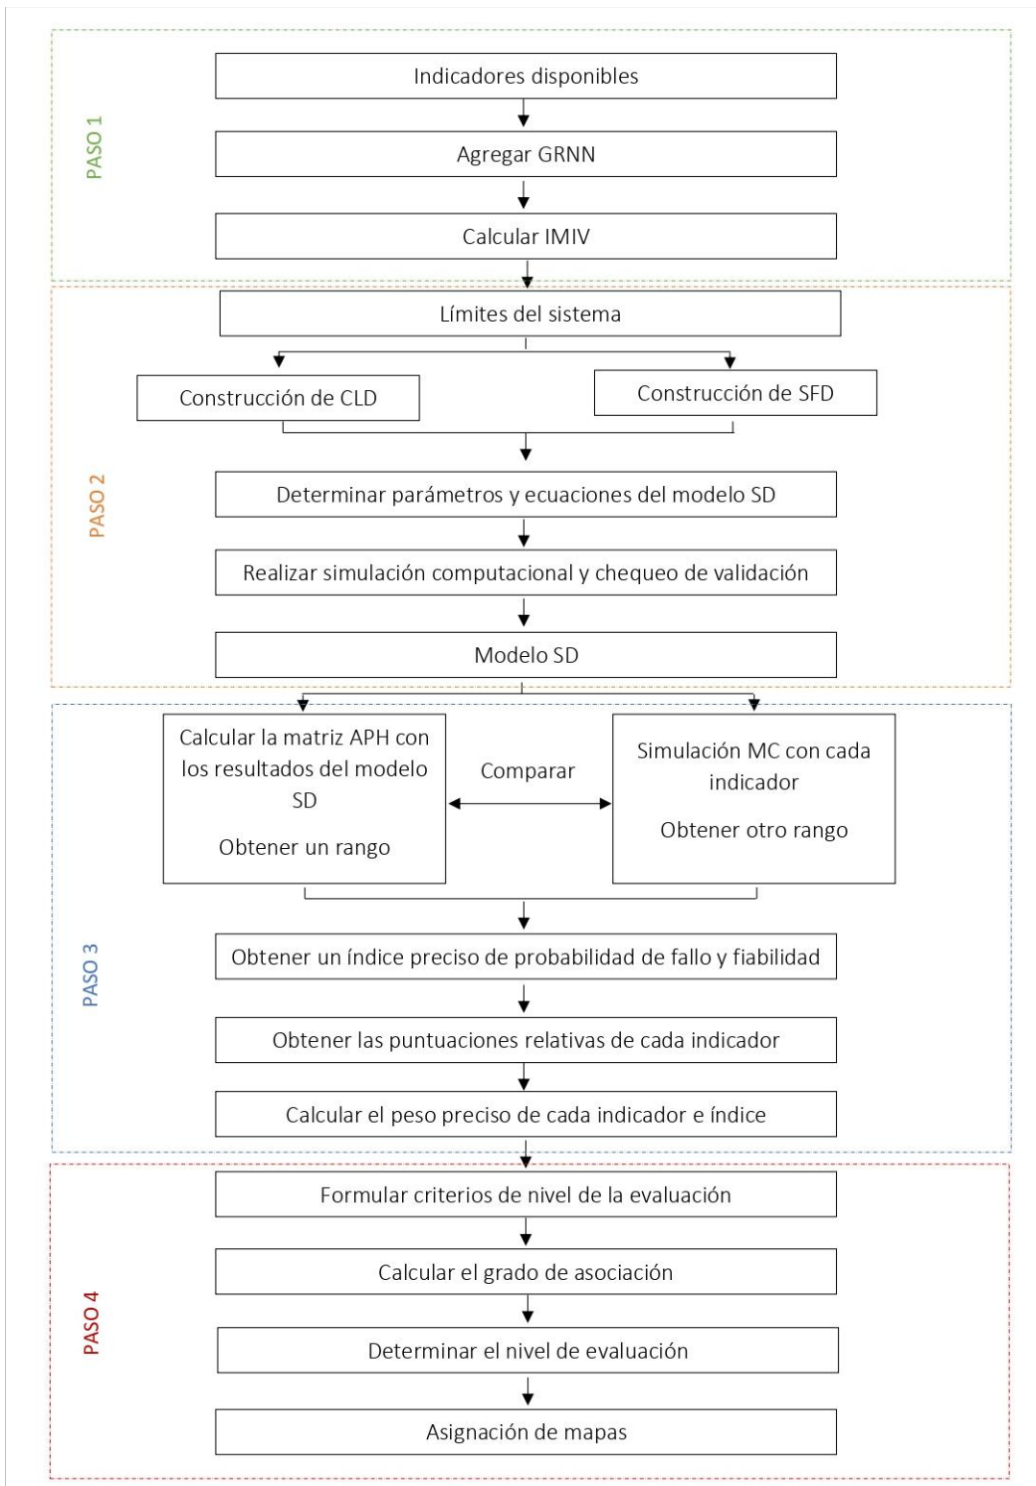 PASO 1
Indicadores disponibles
Agregar GRNN
Calcular IMIV
PASO 2
Límites del sistema
Construcción de CLD
Construcción de SFD
Determinar parámetros y ecuaciones del modelo SD
Realizar simulación computacional y chequeo de validación
Modelo SD
PASO 3
Calcular la matriz APH con
los resultados del modelo
SD
Obtener un rango
Comparar
Simulación MC con cada
indicador
Obtener otro rango
Obtener un índice preciso de probabilidad de fallo y fiabilidad
Obtener las puntuaciones relativas de cada indicador
Calcular el peso preciso de cada indicador e índice
PASO 4
Formular criterios de nivel de la evaluación
Calcular el grado de asociación
Determinar el nivel de evaluación
Asignación de mapas